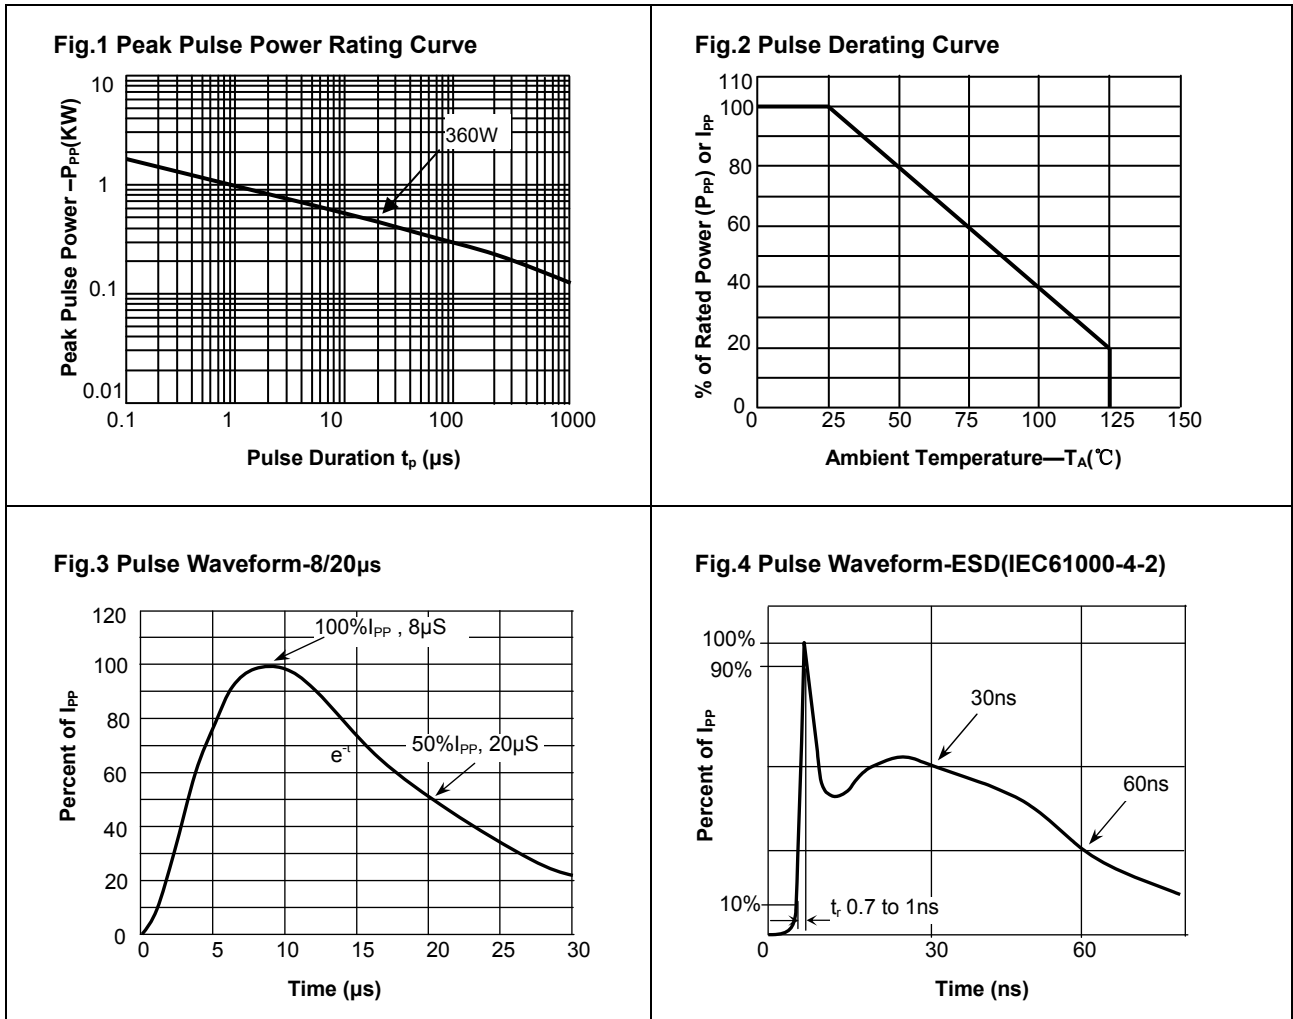 Fig.1 Peak Pulse Power Rating Curve
Peak Pulse Power –PPP(KW)
10
1
0.1
0.01
360W
0.1 1 10 100 1000
Pulse Duration tp (µs)
Fig.2 Pulse Derating Curve
% of Rated Power (PPP) or IPP
110
100
80
60
40
20
0
25 50 75 100 125 150
Ambient Temperature—TA(℃)
Fig.3 Pulse Waveform-8/20µs
Percent of IPP
120
100
80
60
40
20
0
100%IPP , 8µS
e-t
50%IPP, 20µS
0 5 10 15 20 25 30
Time (µs)
Fig.4 Pulse Waveform-ESD(IEC61000-4-2)
Percent of IPP
100%
90%
10%
30ns
60ns
tr 0.7 to 1ns
0 30 60
Time (ns)